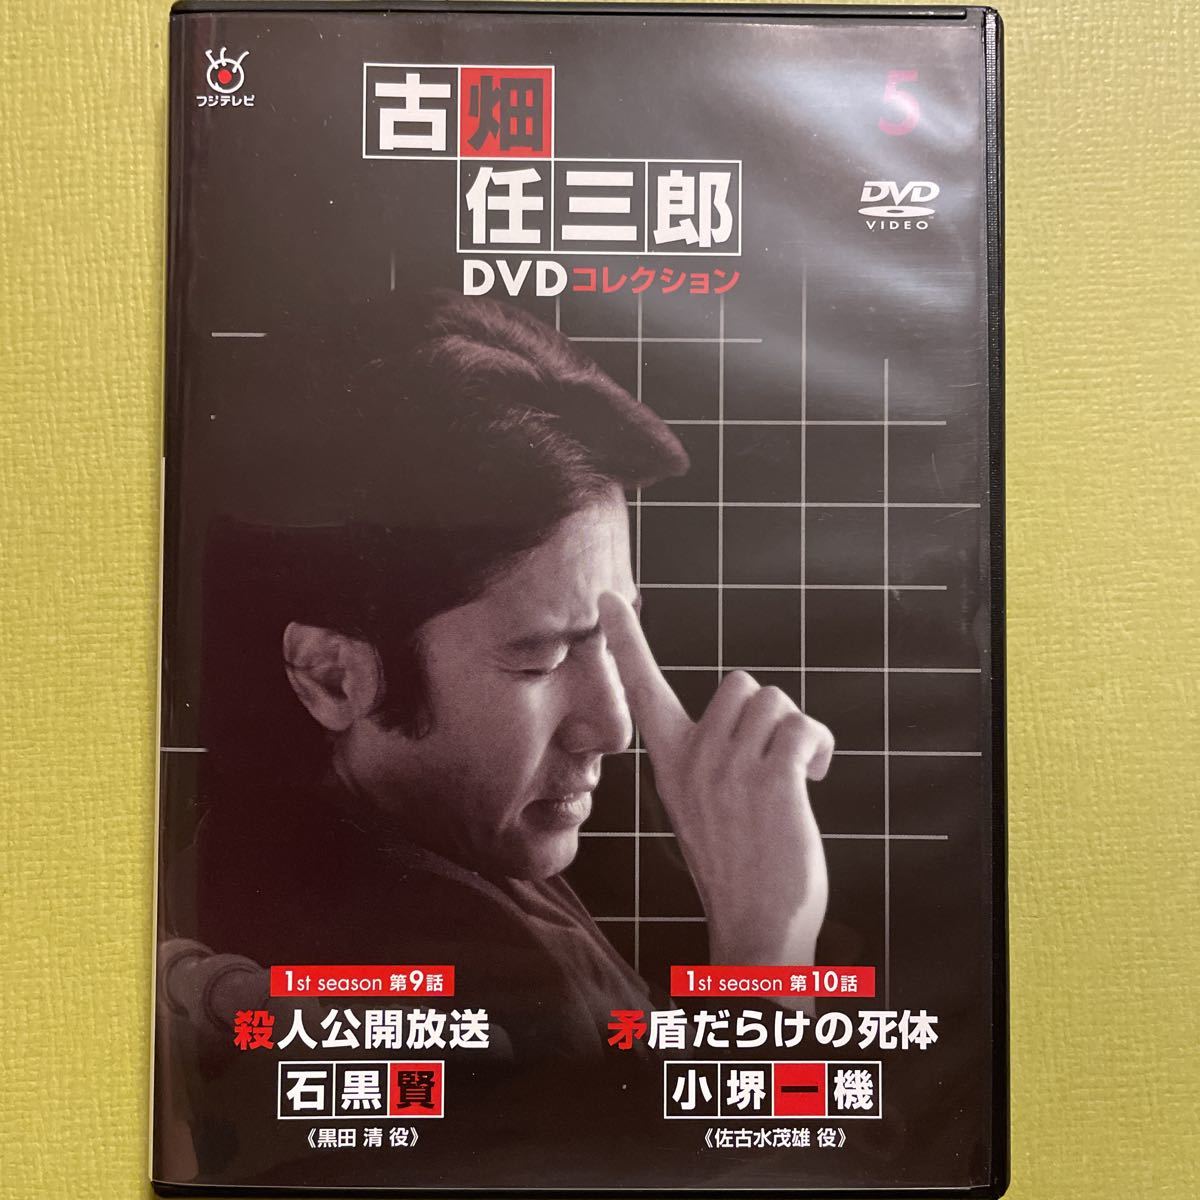 フジテレビ
古畑
任三郎
DVDコレクション
5
DVD
VIDEO
1st season 第9話
殺人公開放送
石黒賢
《黒田 清 役》
1st season 第10話
矛盾だらけの死体
小堺一機
《佐古水茂雄 役》